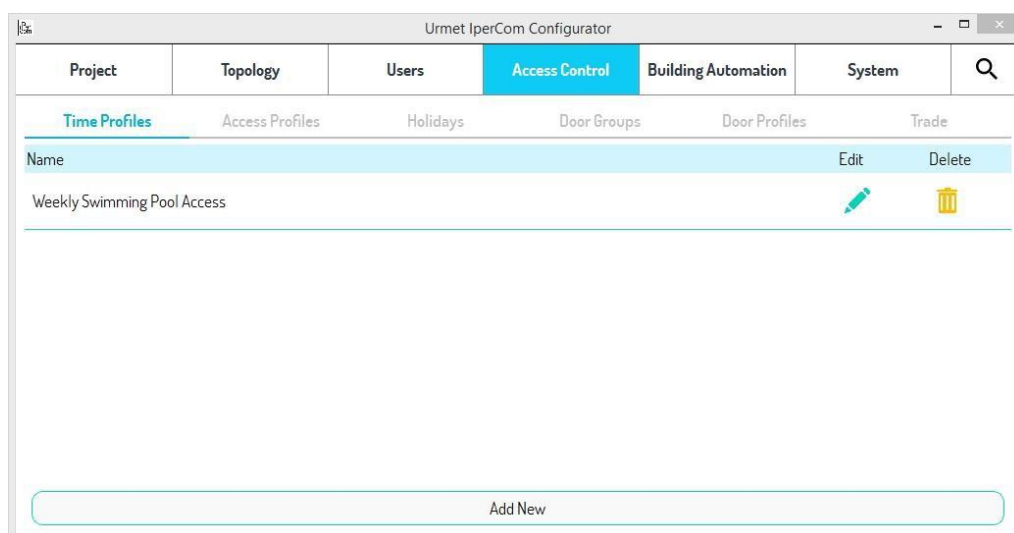 Urmet IperCom Configurator
Project Topology Users Access Control Building Automation System
Time Profiles Access Profiles Holidays Door Groups Door Profiles Trade
Name Edit Delete
Weekly Swimming Pool Access
Add New